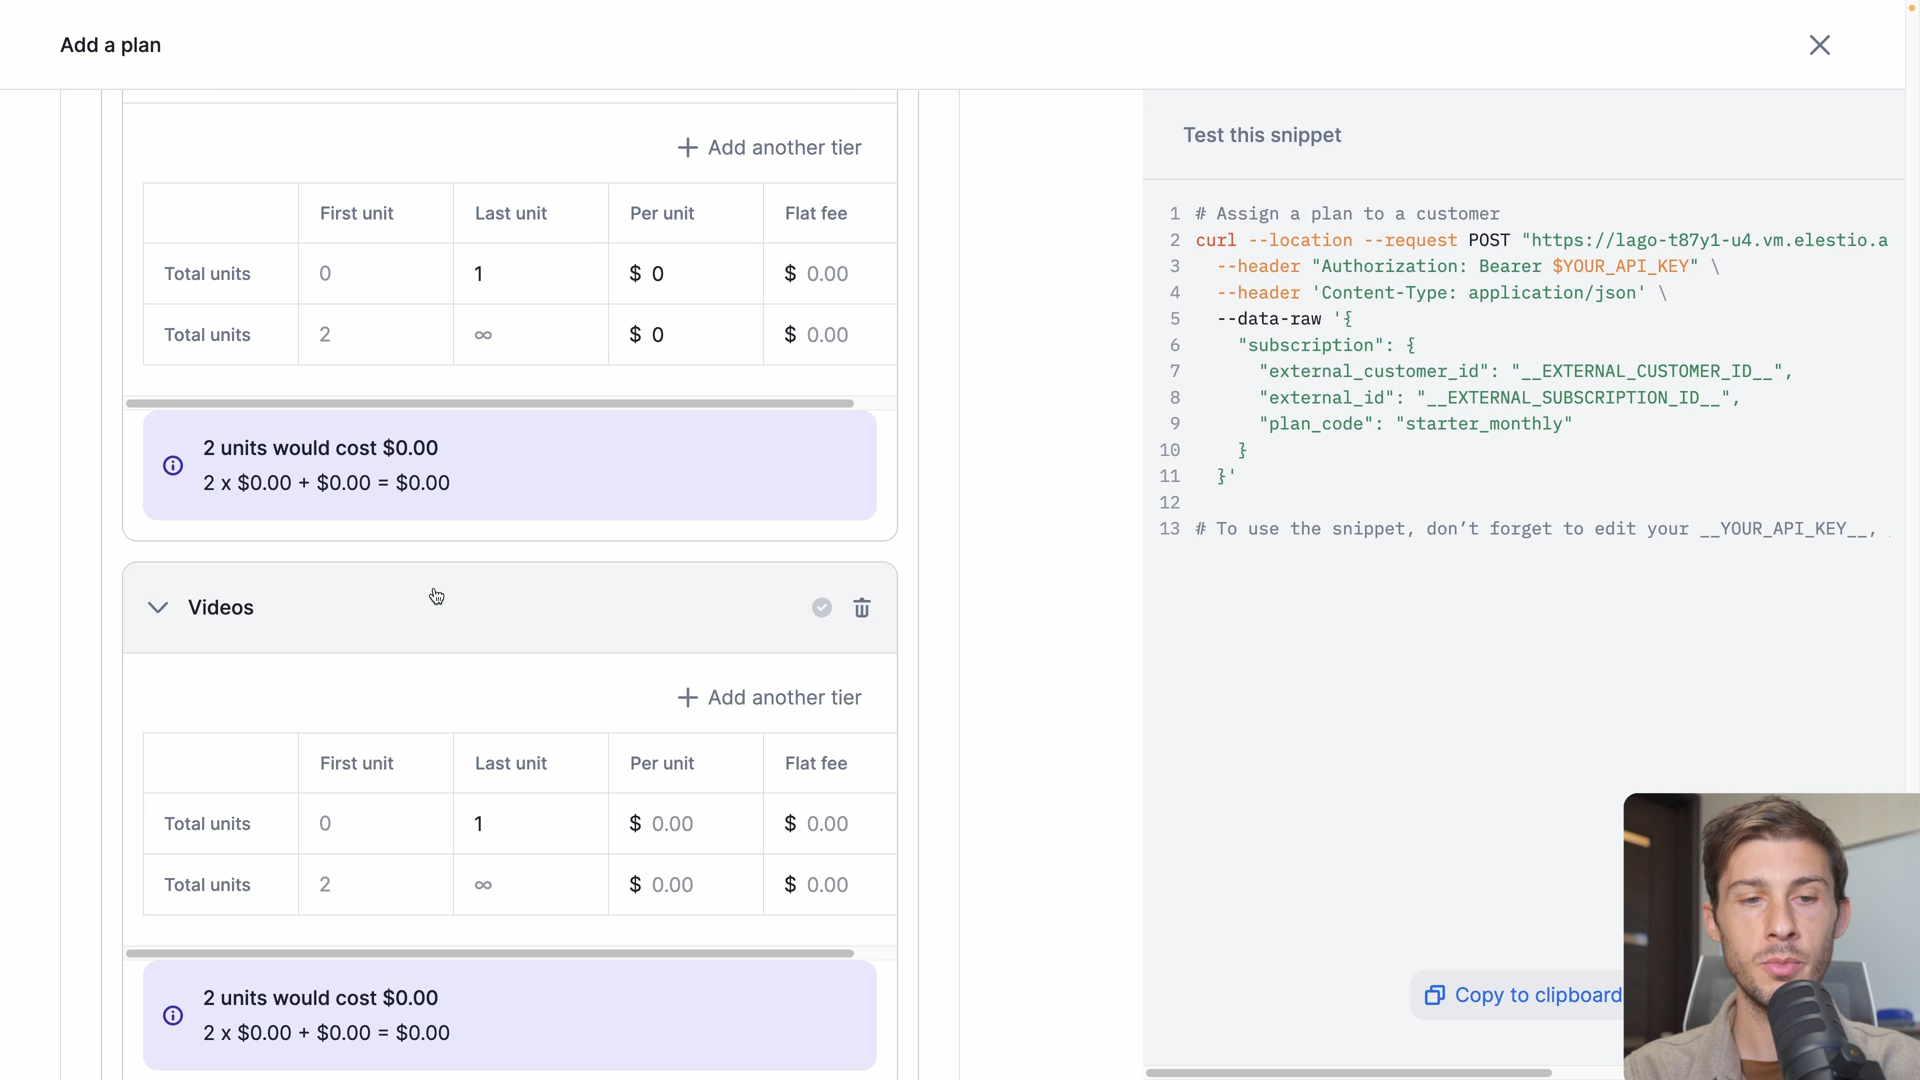 Add a plan
Add another tier
First unit Last unit Per unit Flat fee
Total units 0 1 $ 0 $ 0.00
Total units 2 ∞ $ 0 $ 0.00
2 units would cost $0.00
2 x $0.00 + $0.00 = $0.00
Videos
Add another tier
First unit Last unit Per unit Flat fee
Total units 0 1 $ 0.00 $ 0.00
Total units 2 ∞ $ 0.00 $ 0.00
2 units would cost $0.00
2 x $0.00 + $0.00 = $0.00
Test this snippet
1 # Assign a plan to a customer
2 curl --location --request POST "https://lago-t87y1-u4.vm.elestio.a
3 --header "Authorization: Bearer $YOUR_API_KEY" \
4 --header 'Content-Type: application/json' \
5 --data-raw '{
6 "subscription": {
7 "external_customer_id": "__EXTERNAL_CUSTOMER_ID__",
8 "external_id": "__EXTERNAL_SUBSCRIPTION_ID__",
9 "plan_code": "starter_monthly"
10 }
11 }'
12
13 # To use the snippet, don’t forget to edit your __YOUR_API_KEY__,
Copy to clipboard